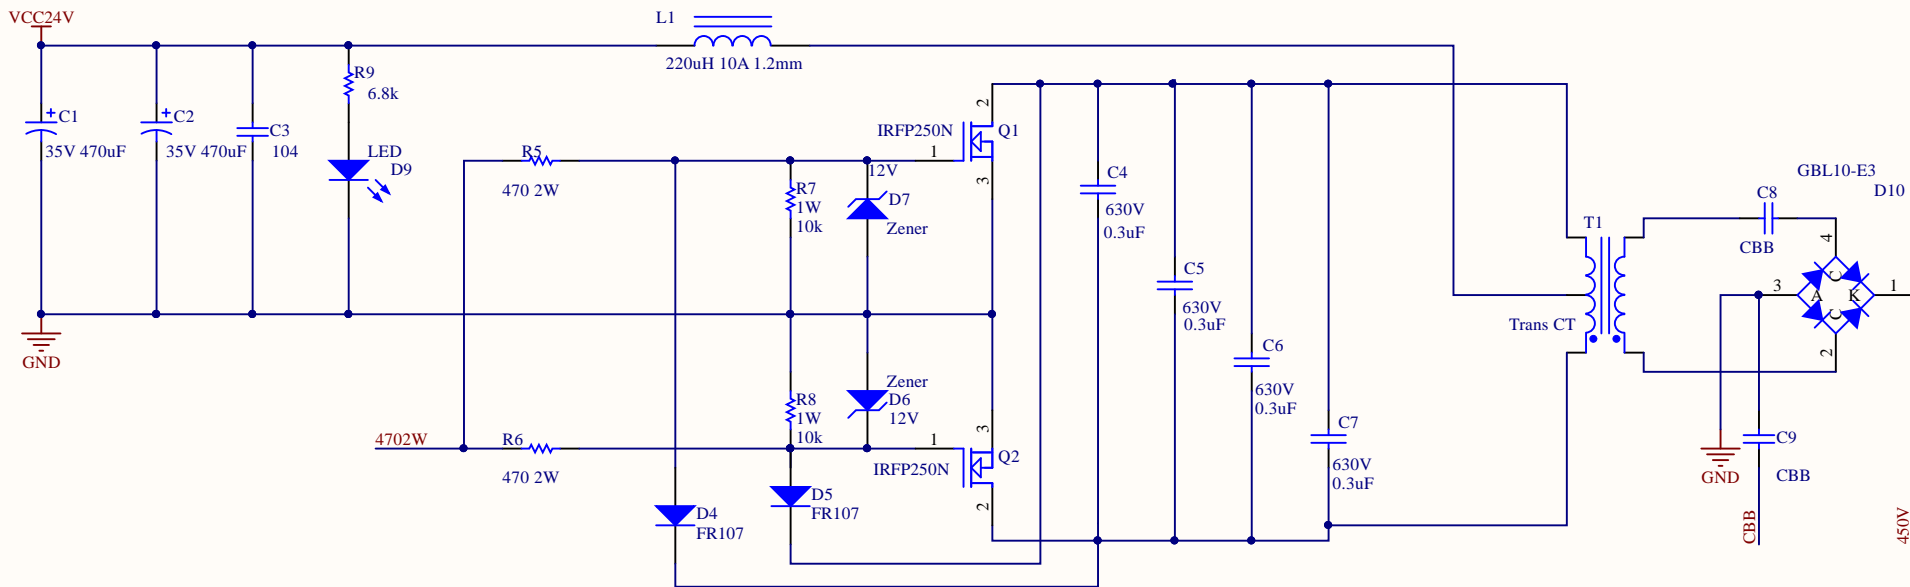 VCC24V
L1
220uH 10A 1.2mm
R9
6.8k
C1
35V 470uF
C2
35V 470uF
C3
104
LED
D9
R5
470 2W
IRFP250N
Q1
2
1
3
12V
D7
Zener
R7
1W
10k
C4
630V
0.3uF
C5
630V
0.3uF
C6
630V
0.3uF
C7
630V
0.3uF
T1
Trans CT
GBL10-E3
D10
C8
CBB
4
3
1
2
A
K
GND
4702W
R6
470 2W
R8
1W
10k
Zener
D6
12V
1
3
2
IRFP250N
Q2
D5
FR107
D4
FR107
GND
C9
CBB
CBB
450V